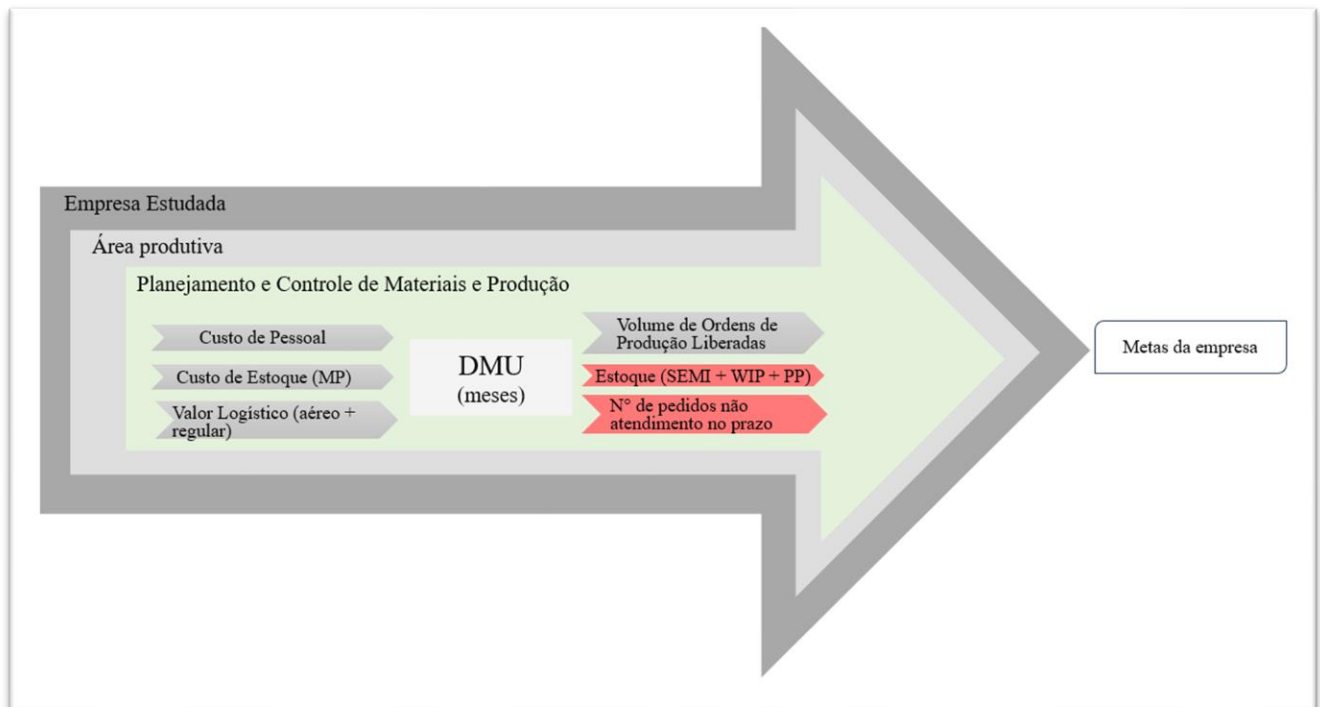 Empresa Estudada
Área produtiva
Planejamento e Controle de Materiais e Produção
Custo de Pessoal
Custo de Estoque (MP)
Valor Logístico (aéreo +
regular)
DMU
(meses)
Volume de Ordens de
Produção Liberadas
Estoque (SEMI + WIP + PP)
N° de pedidos não
atendimento no prazo
Metas da empresa